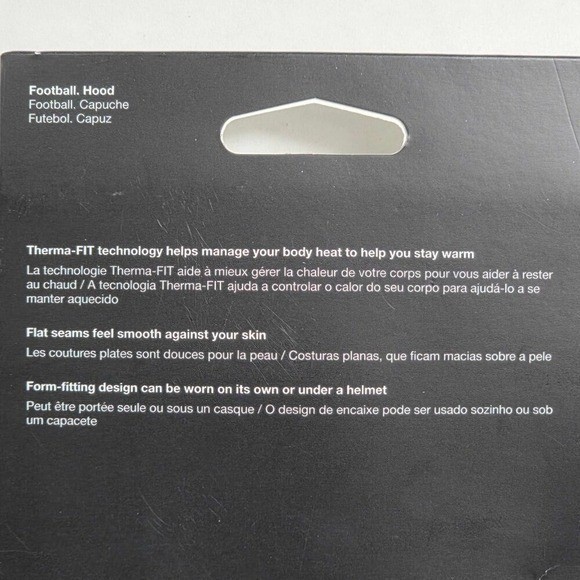 Football. Hood
Football. Capuche
Futebol. Capuz
Therma-FIT technology helps manage your body heat to help you stay warm
La technologie Therma-FIT aide à mieux gérer la chaleur de votre corps pour vous aider à rester
au chaud / A tecnologia Therma-FIT ajuda a controlar o calor do seu corpo para ajudá-lo a se
manter aquecido
Flat seams feel smooth against your skin
Les coutures plates sont douces pour la peau / Costuras planas, que ficam macias sobre a pele
Form-fitting design can be worn on its own or under a helmet
Peut être portée seule ou sous un casque / O design de encaixe pode ser usado sozinho ou sob
um capacete